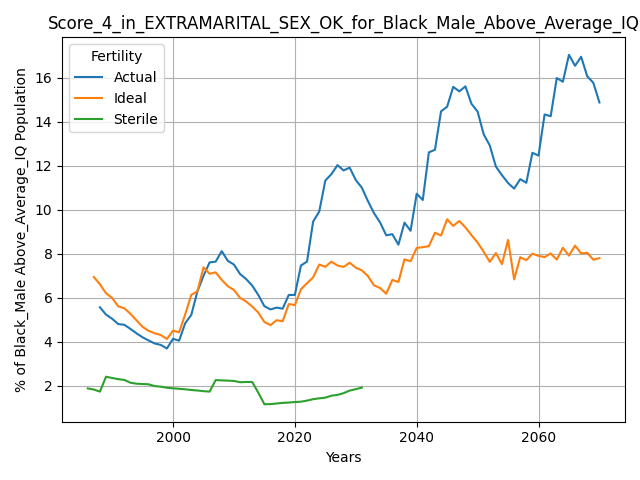 Score_4_in_EXTRAMARITAL_SEX_OK_for_Black_Male_Above_Average_IQ
Fertility
Actual
Ideal
Sterile
% of Black_Male Above_Average_IQ Population
16
14
12
10
8
6
4
2
2000 2020 2040 2060
Years